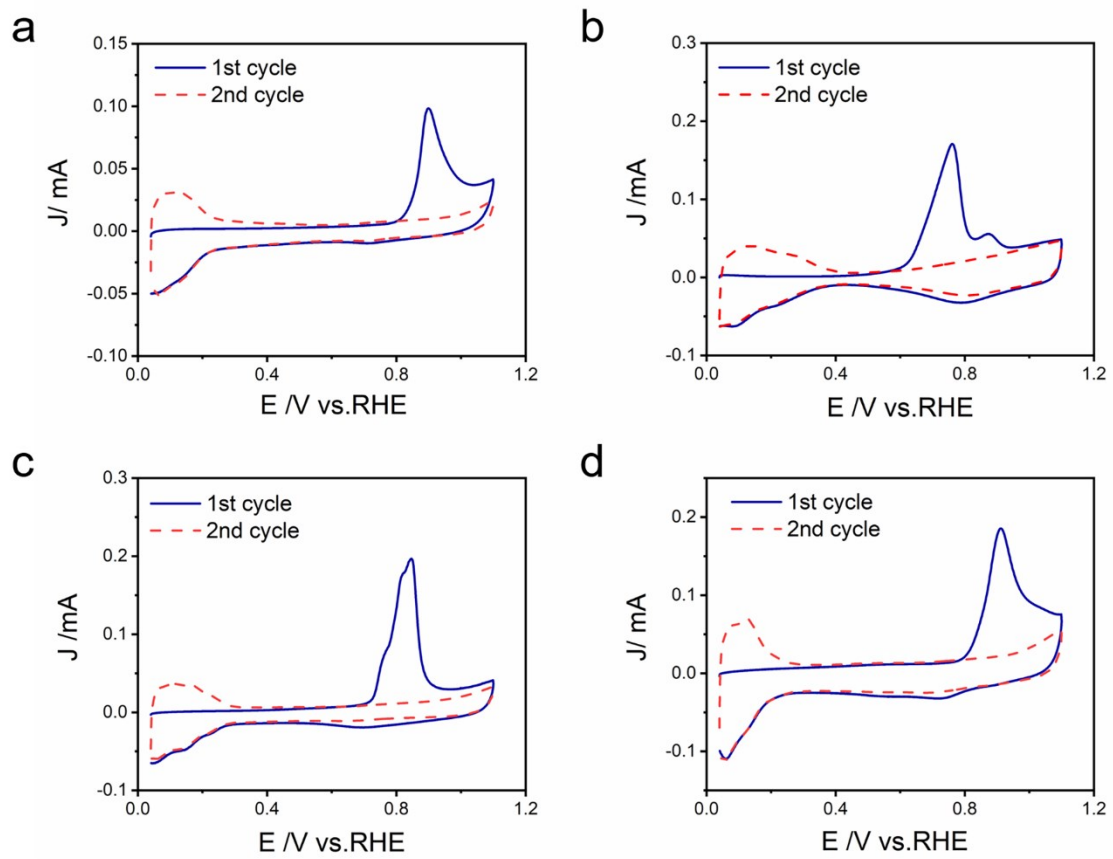 a
0.15
0.10
0.05
0.00
-0.05
-0.10
J/ mA
1st cycle
2nd cycle
0.0 0.4 0.8 1.2
E /V vs.RHE
b
0.3
0.2
0.1
0.0
-0.1
J/ mA
1st cycle
2nd cycle
0.0 0.4 0.8 1.2
E /V vs.RHE
c
0.3
0.2
0.1
0.0
-0.1
J /mA
1st cycle
2nd cycle
0.0 0.4 0.8 1.2
E /V vs.RHE
d
0.2
0.1
0.0
-0.1
J/ mA
1st cycle
2nd cycle
0.0 0.4 0.8 1.2
E /V vs.RHE